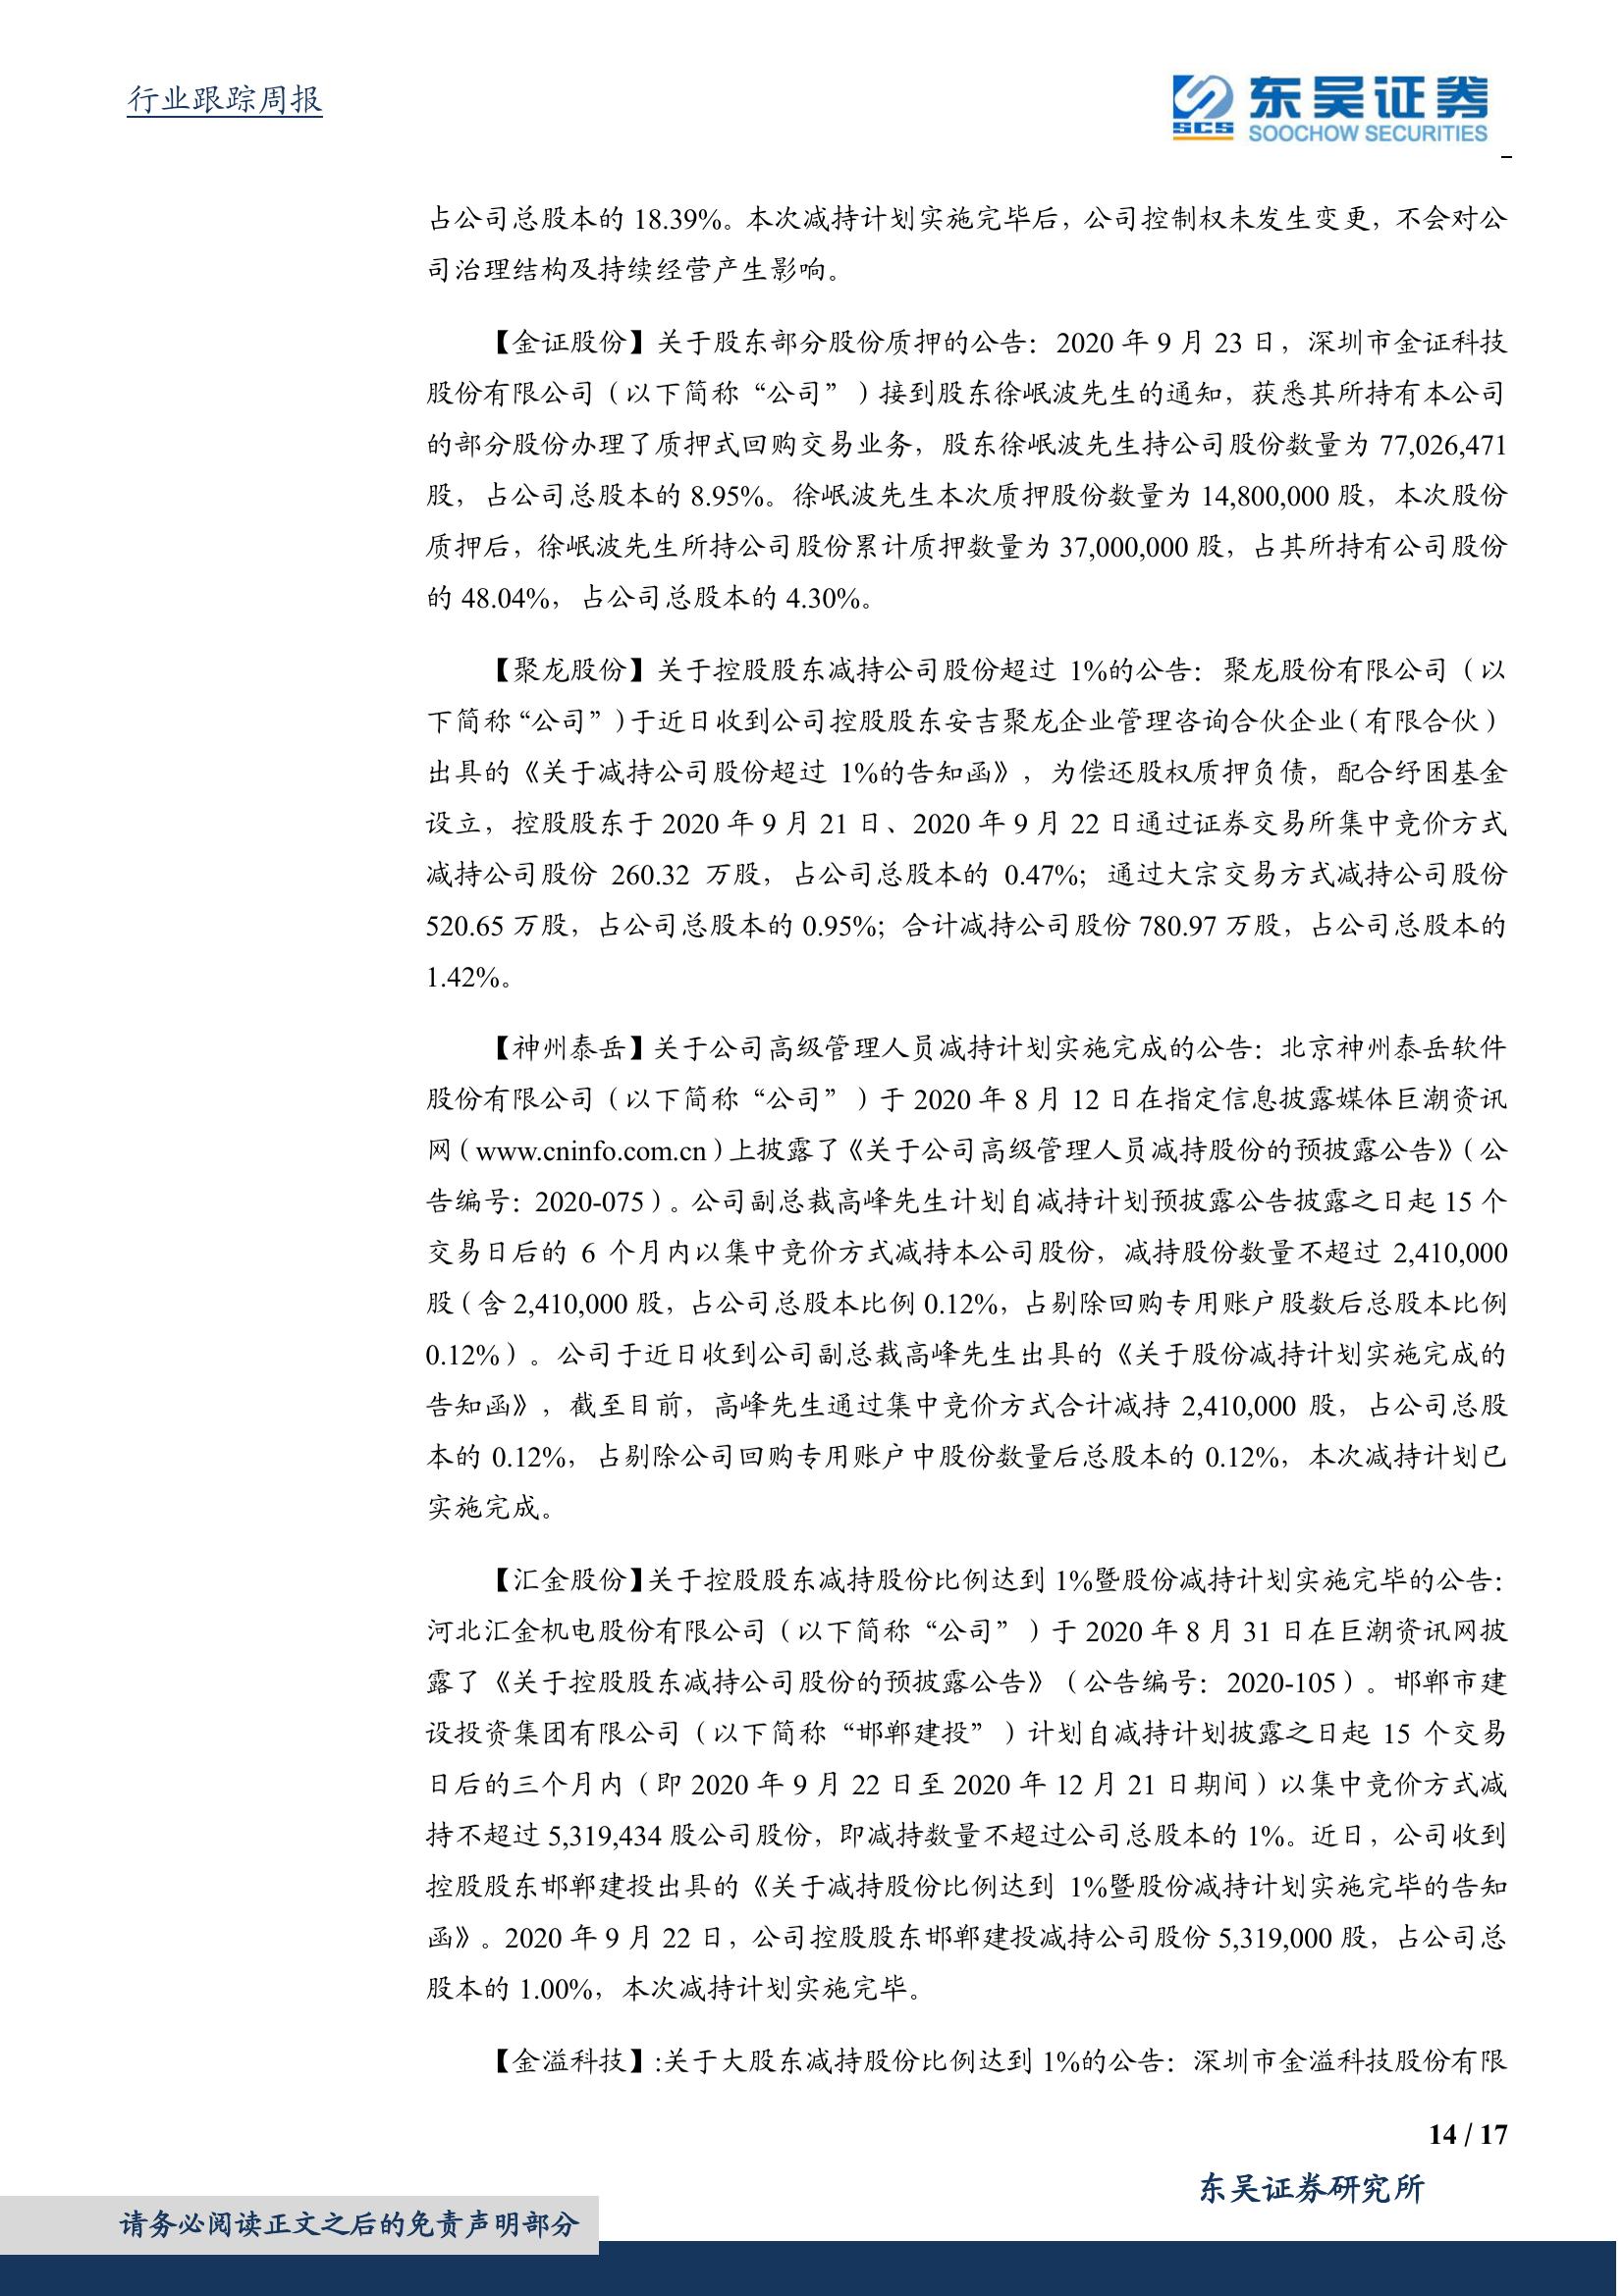 行业跟踪周报
东吴证券
SCS
SOOCHOW SECURITIES
占公司总股本的 18.39%。本次减持计划实施完毕后，公司控制权未发生变更，不会对公
司治理结构及持续经营产生影响。
【金证股份】关于股东部分股份质押的公告：2020 年 9 月 23 日，深圳市金证科技
股份有限公司（以下简称“公司”）接到股东徐岷波先生的通知，获悉其所持有本公司
的部分股份办理了质押式回购交易业务，股东徐岷波先生持公司股份数量为 77,026,471
股，占公司总股本的 8.95%。徐岷波先生本次质押股份数量为 14,800,000 股，本次股份
质押后，徐岷波先生所持公司股份累计质押数量为 37,000,000 股，占其所持有公司股份
的 48.04%，占公司总股本的 4.30%。
【聚龙股份】关于控股股东减持公司股份超过 1%的公告：聚龙股份有限公司（以
下简称“公司”）于近日收到公司控股股东安吉聚龙企业管理咨询合伙企业（有限合伙）
出具的《关于减持公司股份超过 1%的告知函》，为偿还股权质押负债，配合纾困基金
设立，控股股东于 2020 年 9 月 21 日、2020 年 9 月 22 日通过证券交易所集中竞价方式
减持公司股份 260.32 万股，占公司总股本的 0.47%；通过大宗交易方式减持公司股份
520.65 万股，占公司总股本的 0.95%；合计减持公司股份 780.97 万股，占公司总股本的
1.42%。
【神州泰岳】关于公司高级管理人员减持计划实施完成的公告：北京神州泰岳软件
股份有限公司（以下简称“公司”）于 2020 年 8 月 12 日在指定信息披露媒体巨潮资讯
网（www.cninfo.com.cn）上披露了《关于公司高级管理人员减持股份的预披露公告》（公
告编号：2020-075）。公司副总裁高峰先生计划自减持计划预披露公告披露之日起 15 个
交易日后的 6 个月内以集中竞价方式减持本公司股份，减持股份数量不超过 2,410,000
股（含 2,410,000 股，占公司总股本比例 0.12%，占剔除回购专用账户股数后总股本比例
0.12%）。公司于近日收到公司副总裁高峰先生出具的《关于股份减持计划实施完成的
告知函》，截至目前，高峰先生通过集中竞价方式合计减持 2,410,000 股，占公司总股
本的 0.12%，占剔除公司回购专用账户中股份数量后总股本的 0.12%，本次减持计划已
实施完成。
【汇金股份】关于控股股东减持股份比例达到 1%暨股份减持计划实施完毕的公告：
河北汇金机电股份有限公司（以下简称“公司”）于 2020 年 8 月 31 日在巨潮资讯网披
露了《关于控股股东减持公司股份的预披露公告》（公告编号：2020-105）。邯郸市建
设投资集团有限公司（以下简称“邯郸建投”）计划自减持计划披露之日起 15 个交易
日后的三个月内（即 2020 年 9 月 22 日至 2020 年 12 月 21 日期间）以集中竞价方式减
持不超过 5,319,434 股公司股份，即减持数量不超过公司总股本的 1%。近日，公司收到
控股股东邯郸建投出具的《关于减持股份比例达到 1%暨股份减持计划实施完毕的告知
函》。2020 年 9 月 22 日，公司控股股东邯郸建投减持公司股份 5,319,000 股，占公司总
股本的 1.00%，本次减持计划实施完毕。
【金溢科技】:关于大股东减持股份比例达到 1%的公告：深圳市金溢科技股份有限
14 / 17
东吴证券研究所
请务必阅读正文之后的免责声明部分